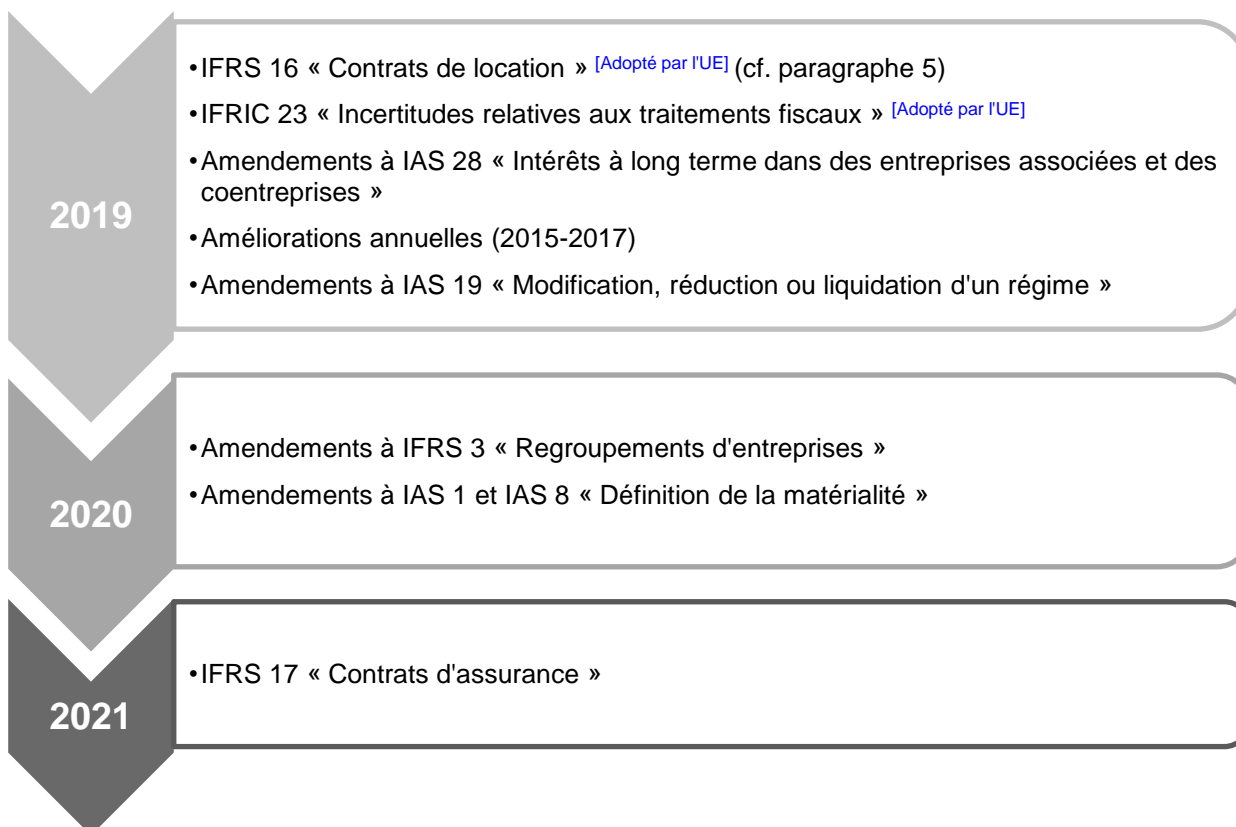 2019
•IFRS 16 « Contrats de location » [Adopté par l'UE] (cf. paragraphe 5)
•IFRIC 23 « Incertitudes relatives aux traitements fiscaux » [Adopté par l'UE]
•Amendements à IAS 28 « Intérêts à long terme dans des entreprises associées et des
coentreprises »
•Améliorations annuelles (2015-2017)
•Amendements à IAS 19 « Modification, réduction ou liquidation d'un régime »
2020
•Amendements à IFRS 3 « Regroupements d'entreprises »
•Amendements à IAS 1 et IAS 8 « Définition de la matérialité »
2021
•IFRS 17 « Contrats d'assurance »